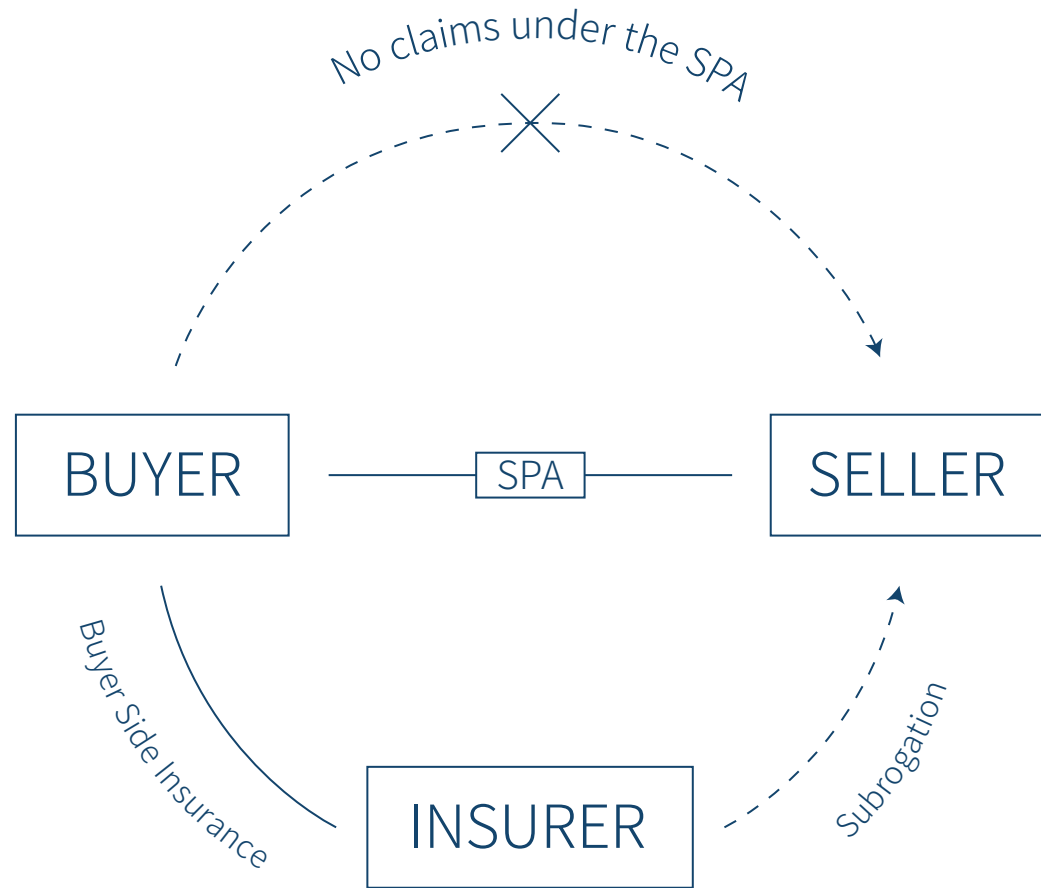 No claims under the SPA
BUYER
SPA
SELLER
Buyer Side Insurance
Subrogation
INSURER